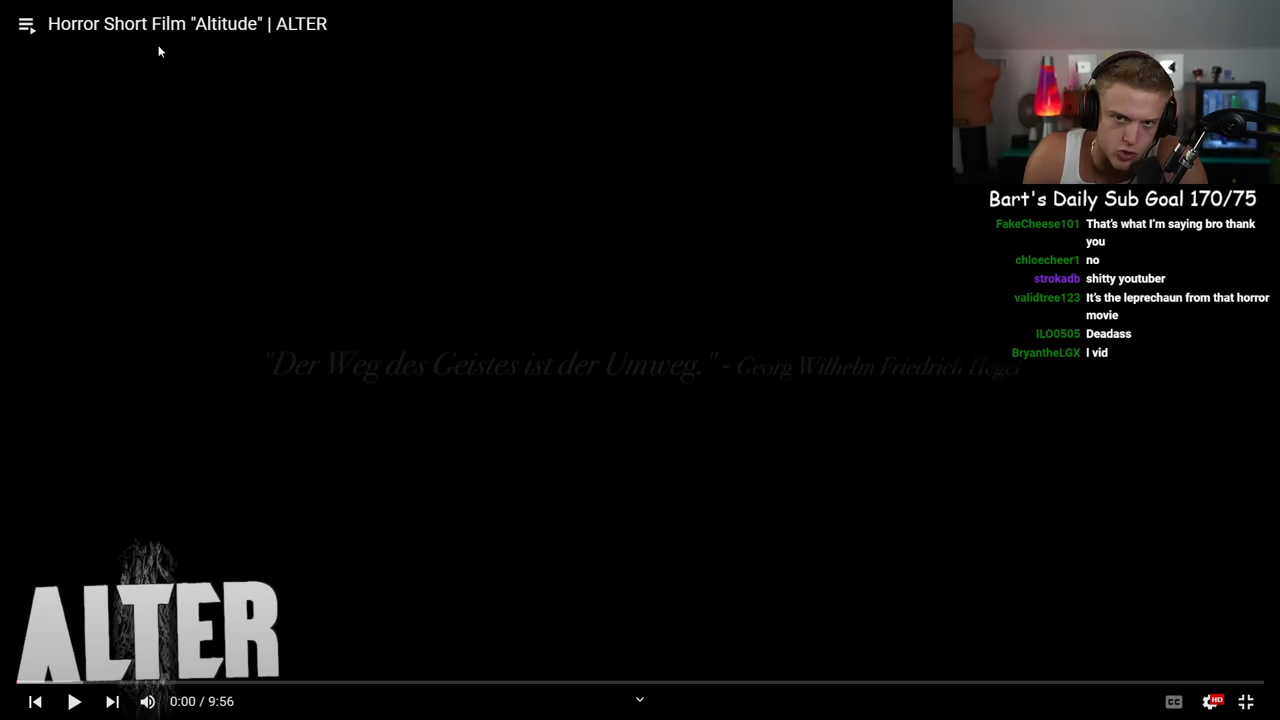 Horror Short Film "Altitude" | ALTER
Bart's Daily Sub Goal 170/75
FakeCheese101 That's what I'm saying bro thank
you
chloecheer1 no
strokadb shitty youtuber
validtree123 It's the leprechaun from that horror
movie
ILO0505 Deadass
BryantheLGX I vid
"Der Weg des Geistes ist der Umweg." - Georg Wilhelm Friedrich Hegel
ALTER
0:00 / 9:56
CC
HD